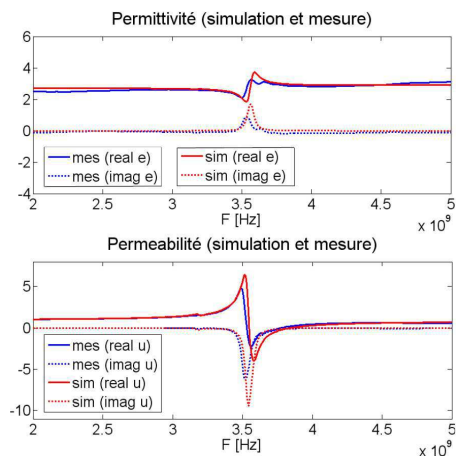 Permittivité (simulation et mesure)
6
4
2
0
-2
-4
mes (real e)
mes (imag e)
sim (real e)
sim (imag e)
2 2.5 3 3.5 4 4.5 5
F [Hz]
x 10^9
Permeabilité (simulation et mesure)
5
0
-5
-10
mes (real u)
mes (imag u)
sim (real u)
sim (imag u)
2 2.5 3 3.5 4 4.5 5
F [Hz]
x 10^9